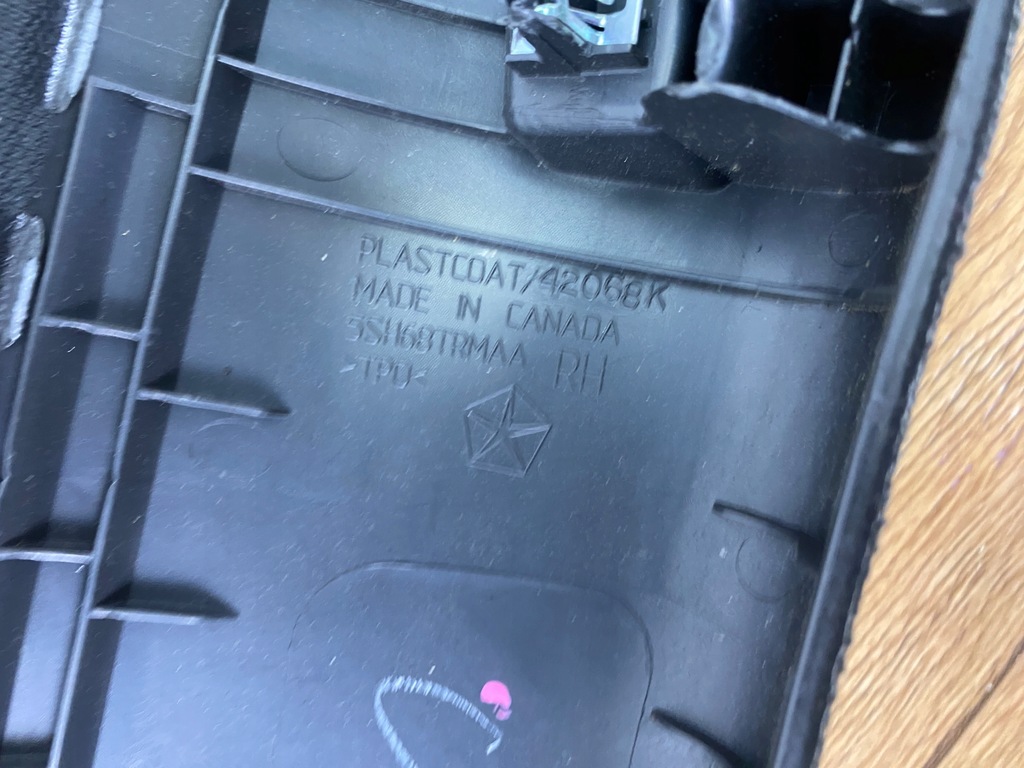 PLASTCOAT/42068K
MADE IN CANADA
5SH68TRMAA RH
>TPO<